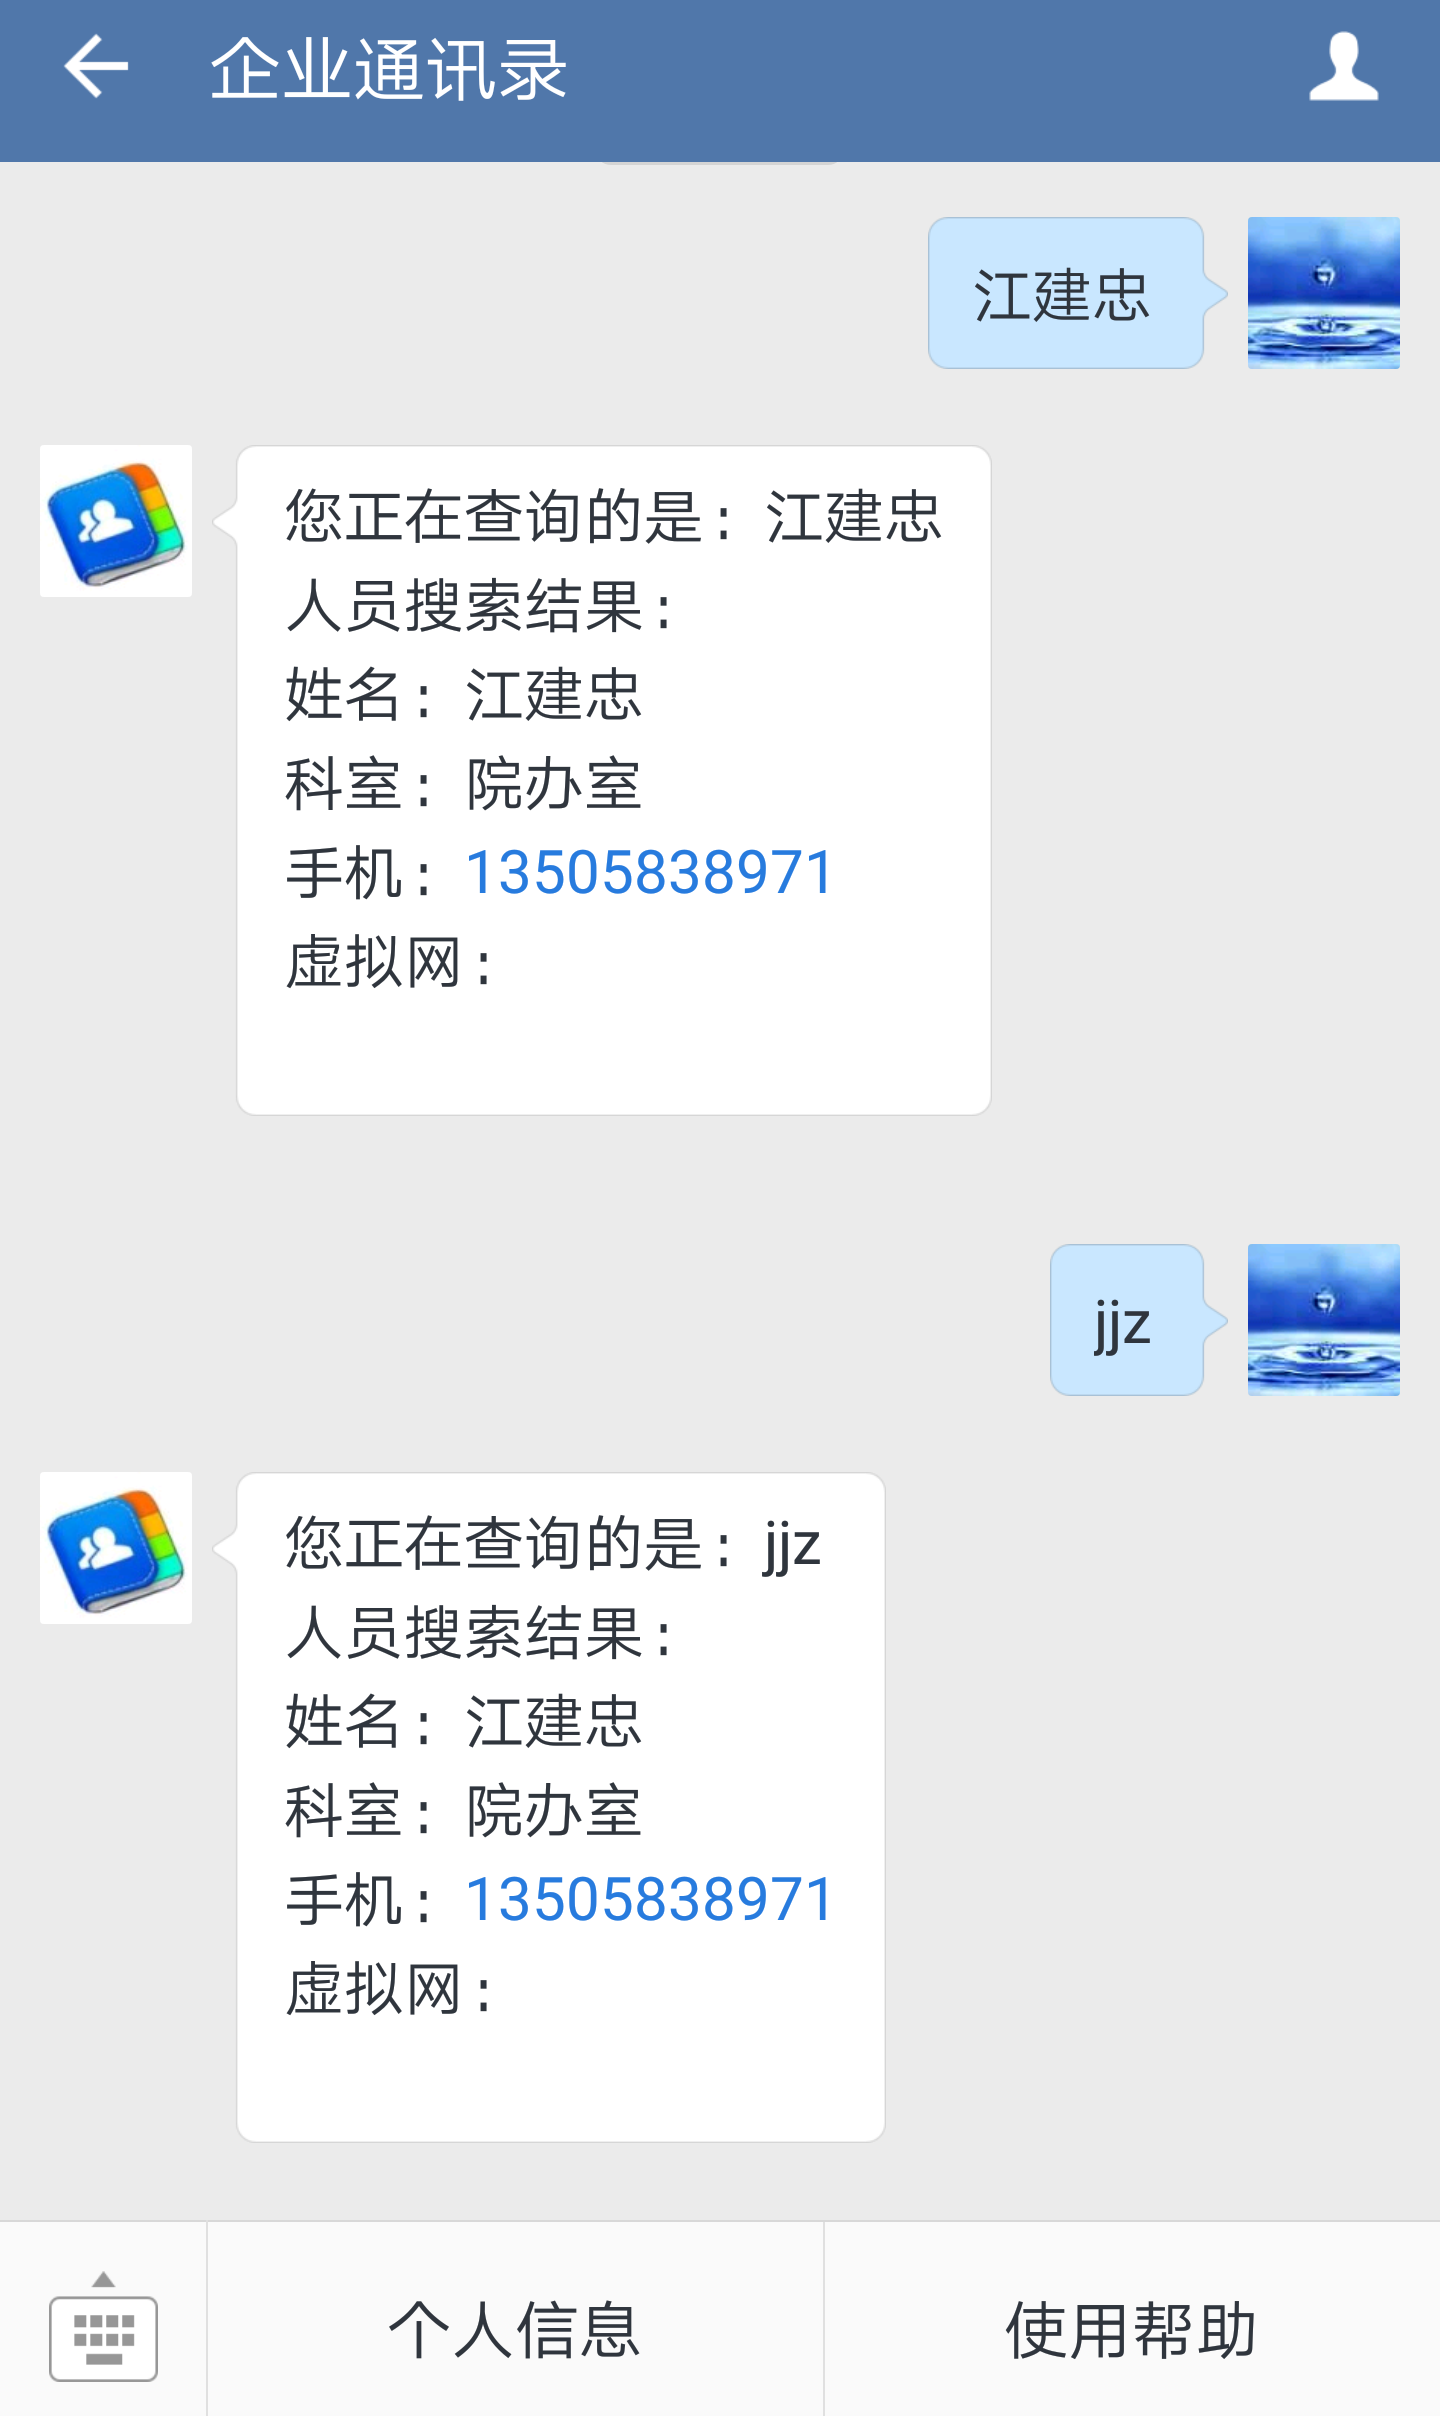 企业通讯录
江建忠
您正在查询的是：江建忠
人员搜索结果：
姓名：江建忠
科室：院办室
手机：13505838971
虚拟网：
jjz
您正在查询的是：jjz
人员搜索结果：
姓名：江建忠
科室：院办室
手机：13505838971
虚拟网：
个人信息
使用帮助